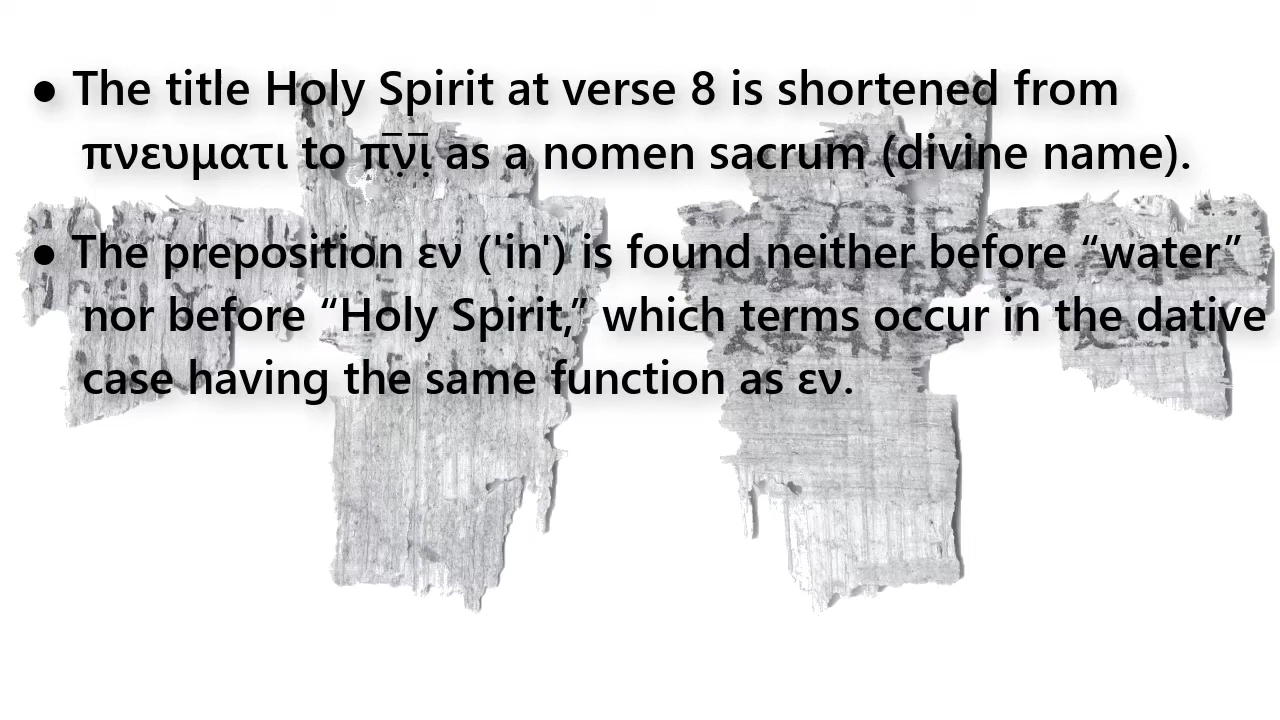 ● The title Holy Spirit at verse 8 is shortened from
πνευματι to π̅ν̣̅ι̣̅ as a nomen sacrum (divine name).
● The preposition εν ('in') is found neither before “water”
nor before “Holy Spirit,” which terms occur in the dative
case having the same function as εν.